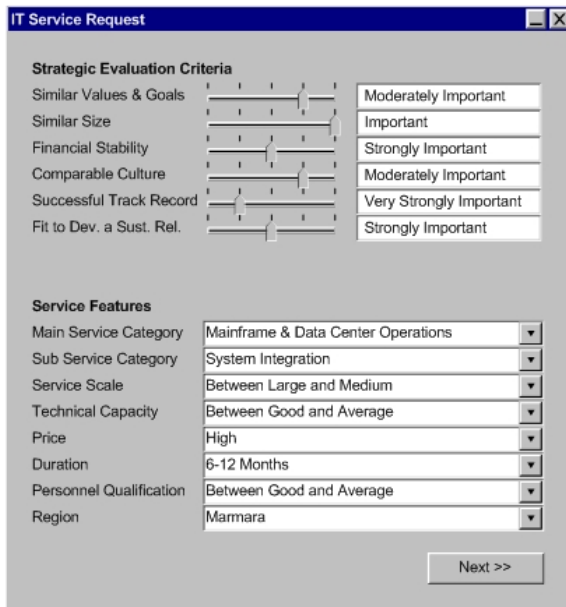 IT Service Request
Strategic Evaluation Criteria
Similar Values & Goals Moderately Important
Similar Size Important
Financial Stability Strongly Important
Comparable Culture Moderately Important
Successful Track Record Very Strongly Important
Fit to Dev. a Sust. Rel. Strongly Important
Service Features
Main Service Category Mainframe & Data Center Operations
Sub Service Category System Integration
Service Scale Between Large and Medium
Technical Capacity Between Good and Average
Price High
Duration 6-12 Months
Personnel Qualification Between Good and Average
Region Marmara
Next >>